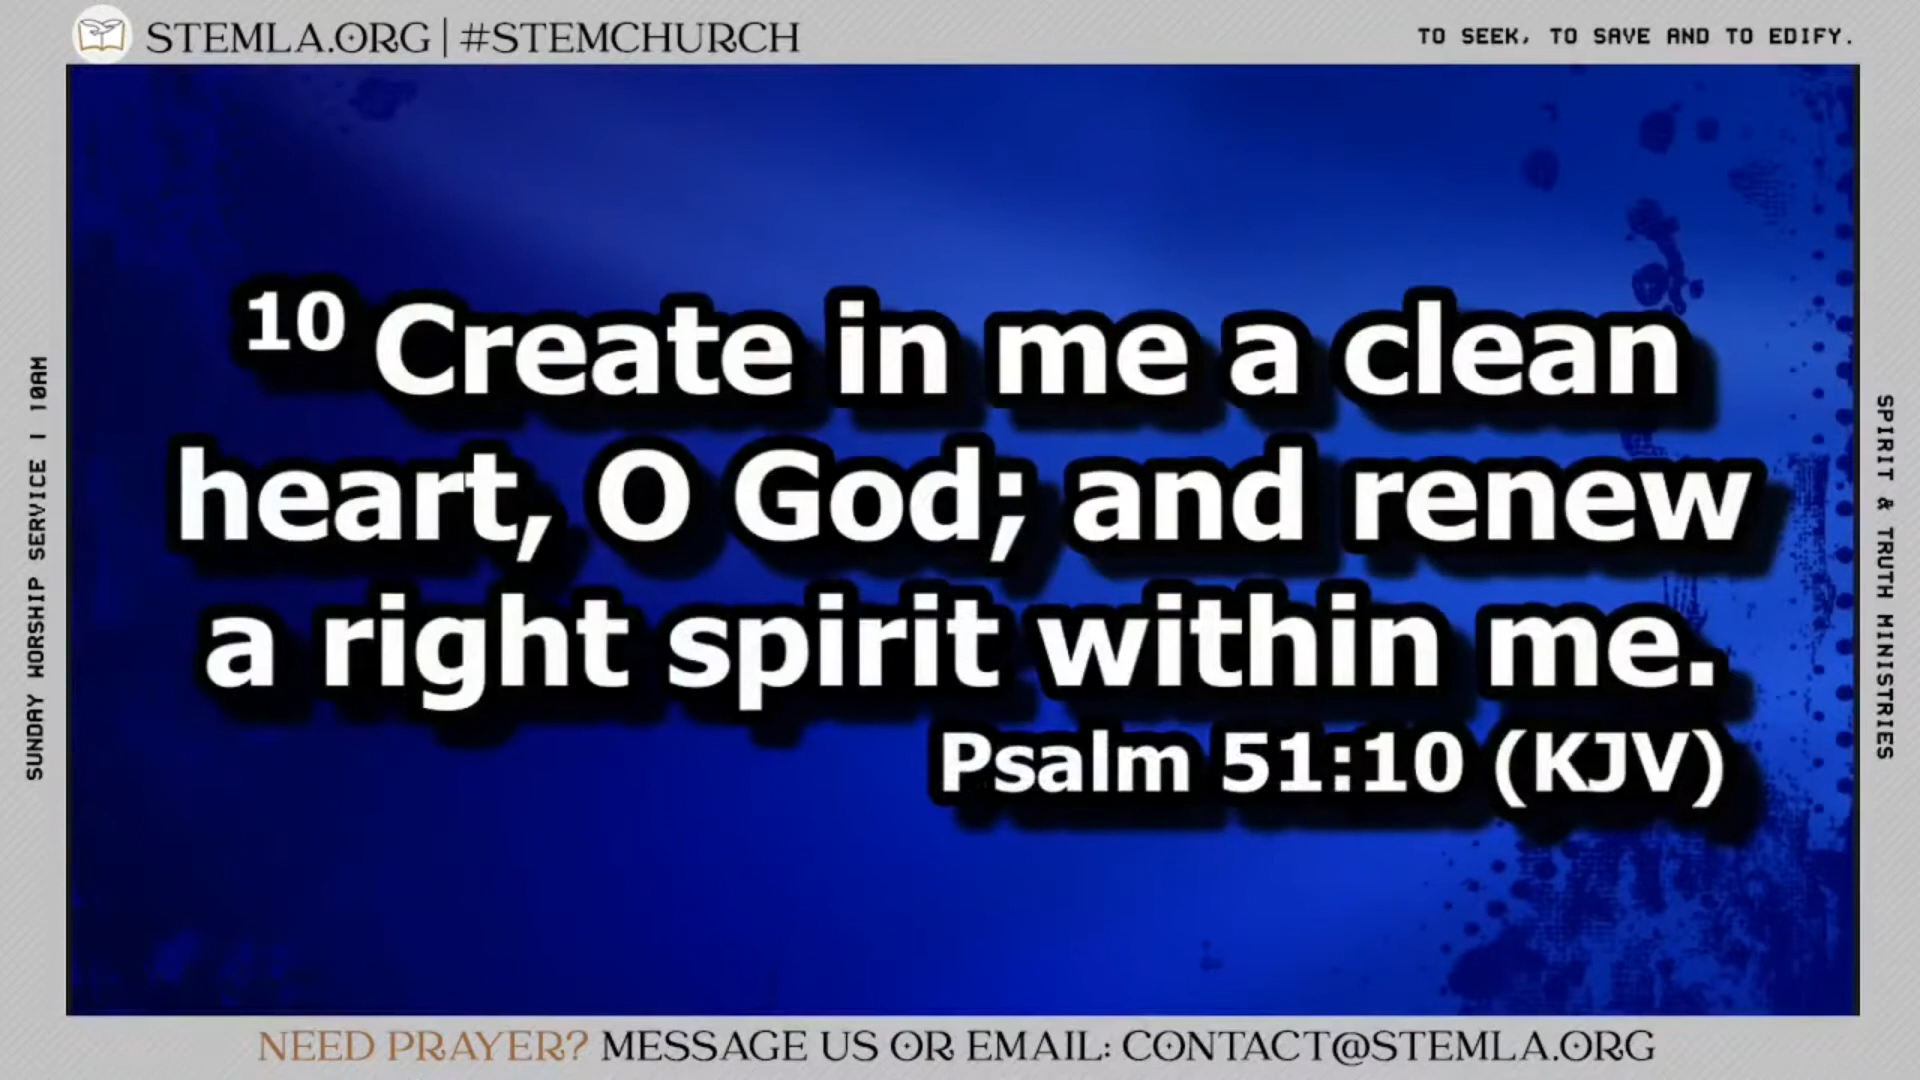 STEMLA.ORG | #STEMCHURCH
TO SEEK, TO SAVE AND TO EDIFY.
SUNDAY WORSHIP SERVICE | 10AM
10 Create in me a clean
heart, O God; and renew
a right spirit within me.
Psalm 51:10 (KJV)
SPIRIT & TRUTH MINISTRIES
NEED PRAYER? MESSAGE US OR EMAIL: CONTACT@STEMLA.ORG